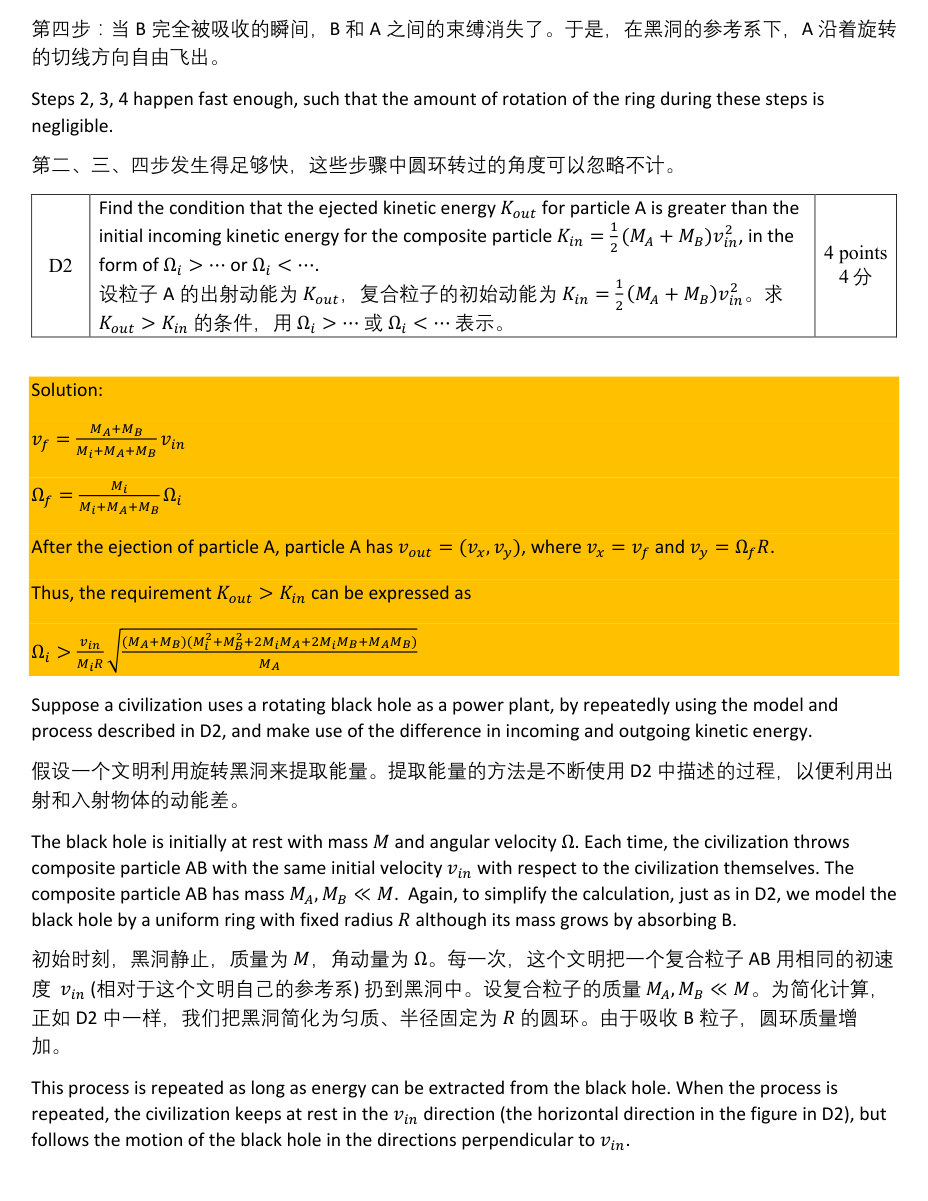 第四步：当 B 完全被吸收的瞬间，B 和 A 之间的束缚消失了。于是，在黑洞的参考系下，A 沿着旋转
的切线方向自由飞出。
Steps 2, 3, 4 happen fast enough, such that the amount of rotation of the ring during these steps is
negligible.
第二、三、四步发生得足够快，这些步骤中圆环转过的角度可以忽略不计。
D2
Find the condition that the ejected kinetic energy K_out for particle A is greater than the
initial incoming kinetic energy for the composite particle K_in = 1/2 (M_A + M_B)v_in^2, in the
form of Ω_i > ⋯ or Ω_i < ⋯.
设粒子 A 的出射动能为 K_out，复合粒子的初始动能为 K_in = 1/2 (M_A + M_B)v_in^2。求
K_out > K_in 的条件，用 Ω_i > ⋯ 或 Ω_i < ⋯ 表示。
4 points
4 分
Solution:
v_f = (M_A+M_B)/(M_i+M_A+M_B) v_in
Ω_f = M_i/(M_i+M_A+M_B) Ω_i
After the ejection of particle A, particle A has v_out = (v_x, v_y), where v_x = v_f and v_y = Ω_f R.
Thus, the requirement K_out > K_in can be expressed as
Ω_i > v_in/(M_i R) √((M_A+M_B)(M_i^2+M_B^2+2M_iM_A+2M_iM_B+M_AM_B)/M_A)
Suppose a civilization uses a rotating black hole as a power plant, by repeatedly using the model and
process described in D2, and make use of the difference in incoming and outgoing kinetic energy.
假设一个文明利用旋转黑洞来提取能量。提取能量的方法是不断使用 D2 中描述的过程，以便利用出
射和入射物体的动能差。
The black hole is initially at rest with mass M and angular velocity Ω. Each time, the civilization throws
composite particle AB with the same initial velocity v_in with respect to the civilization themselves. The
composite particle AB has mass M_A, M_B ≪ M. Again, to simplify the calculation, just as in D2, we model the
black hole by a uniform ring with fixed radius R although its mass grows by absorbing B.
初始时刻，黑洞静止，质量为 M，角动量为 Ω。每一次，这个文明把一个复合粒子 AB 用相同的初速
度 v_in (相对于这个文明自己的参考系) 扔到黑洞中。设复合粒子的质量 M_A, M_B ≪ M。为简化计算，
正如 D2 中一样，我们把黑洞简化为匀质、半径固定为 R 的圆环。由于吸收 B 粒子，圆环质量增
加。
This process is repeated as long as energy can be extracted from the black hole. When the process is
repeated, the civilization keeps at rest in the v_in direction (the horizontal direction in the figure in D2), but
follows the motion of the black hole in the directions perpendicular to v_in.